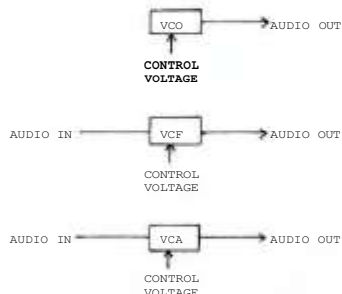 VCO AUDIO OUT
CONTROL
VOLTAGE
AUDIO IN VCF AUDIO OUT
CONTROL
VOLTAGE
AUDIO IN VCA AUDIO OUT
CONTROL
VOLTAGE